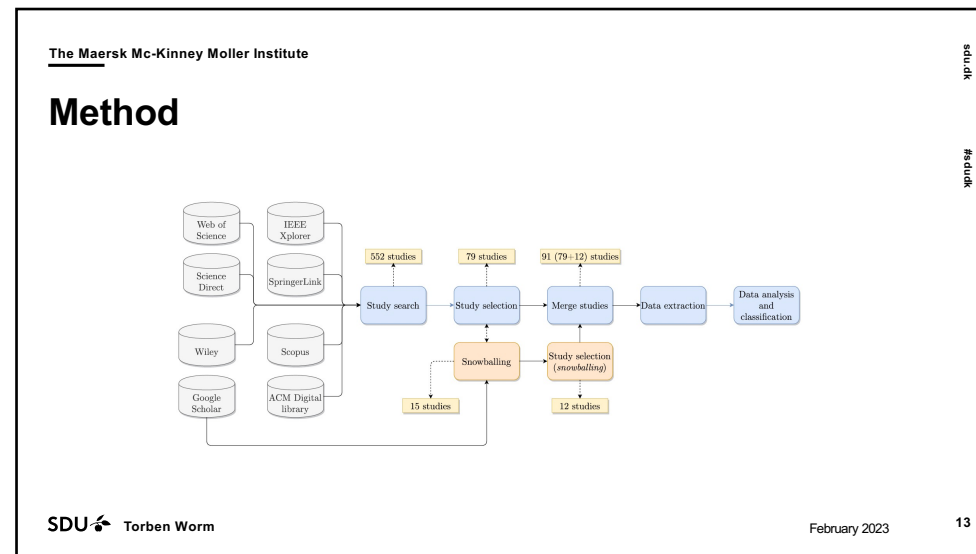 The Maersk Mc-Kinney Moller Institute
sdu.dk
#sdudk
Method
Web of
Science
IEEE
Xplorer
Science
Direct
SpringerLink
Wiley
Scopus
Google
Scholar
ACM Digital
library
552 studies
79 studies
91 (79+12) studies
Study search
Study selection
Merge studies
Data extraction
Data analysis
and
classification
Snowballing
Study selection
(snowballing)
15 studies
12 studies
SDU
Torben Worm
February 2023
13